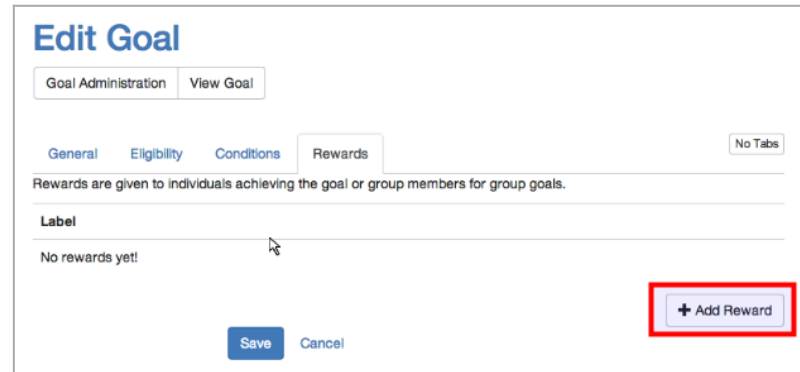 Edit Goal
Goal Administration View Goal
General Eligibility Conditions Rewards No Tabs
Rewards are given to individuals achieving the goal or group members for group goals.
Label
No rewards yet!
+ Add Reward
Save Cancel